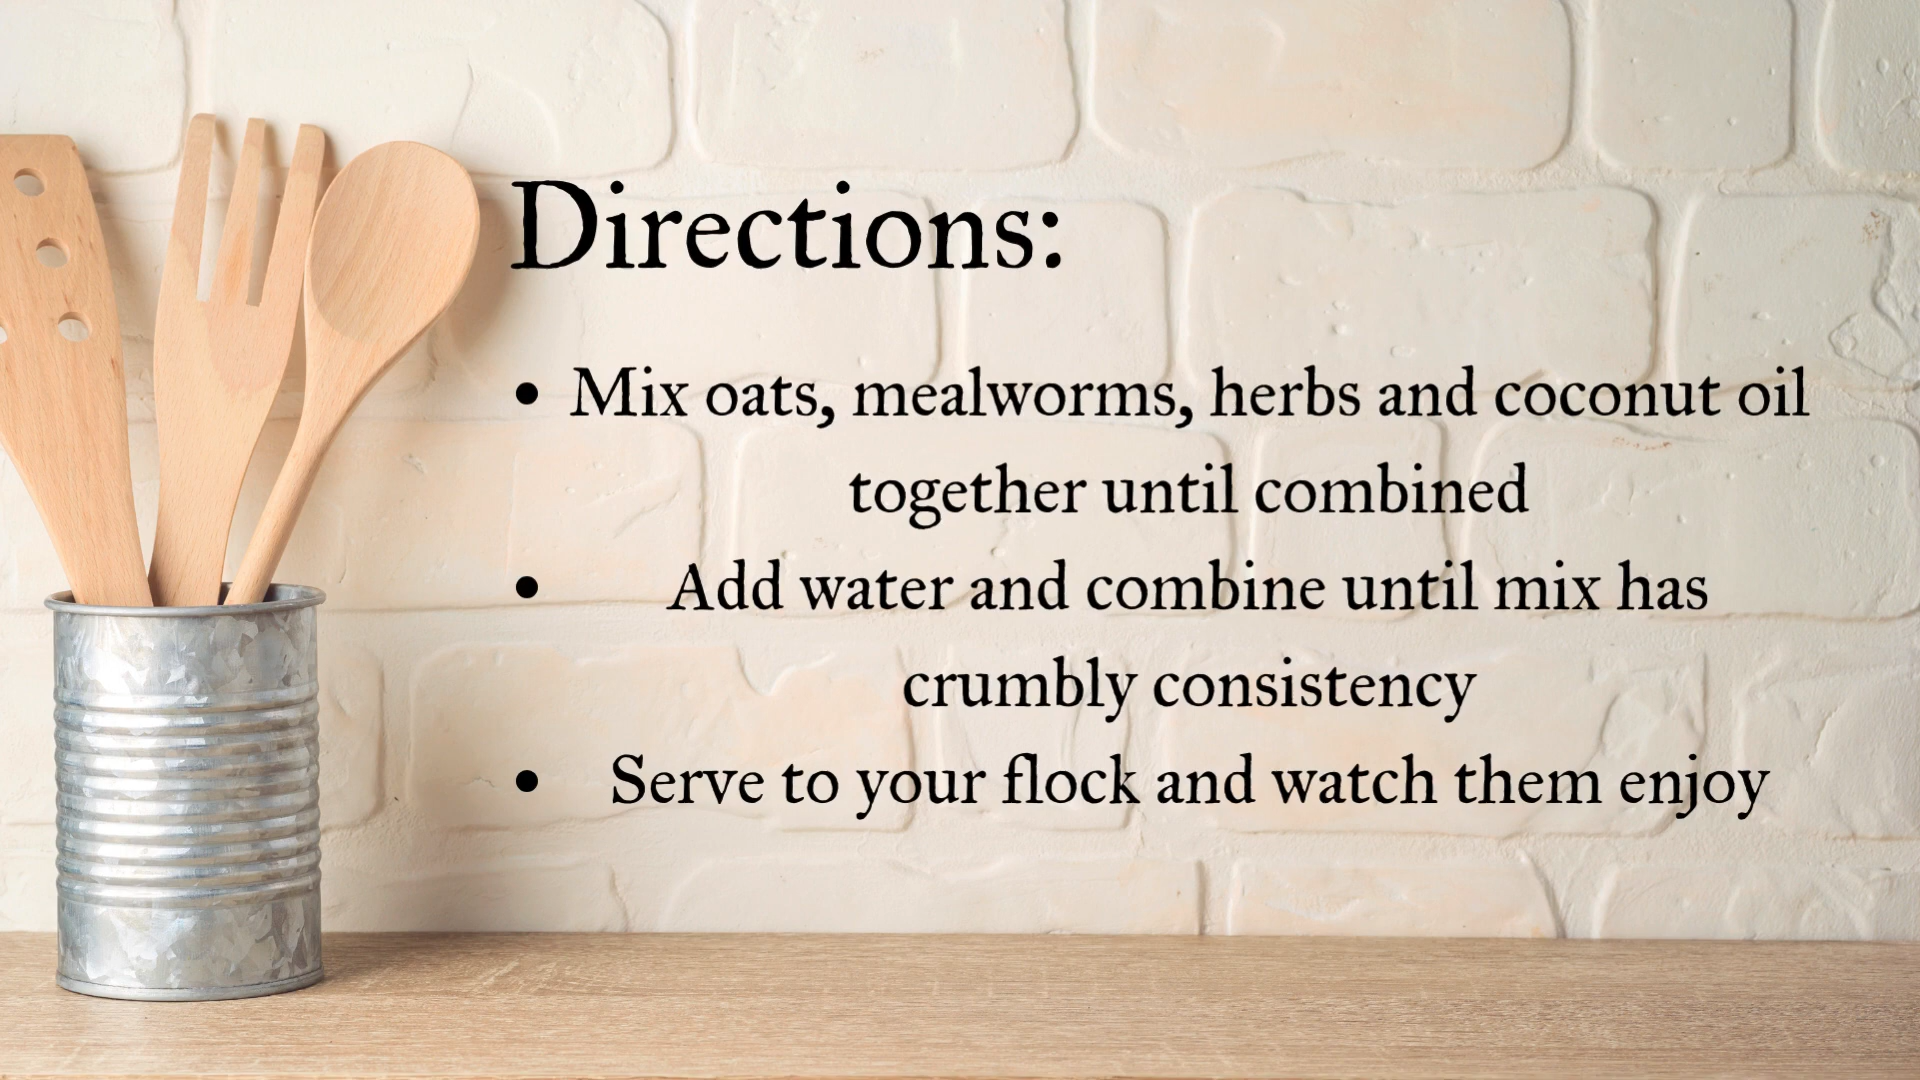 Directions:
• Mix oats, mealworms, herbs and coconut oil
together until combined
• Add water and combine until mix has
crumbly consistency
• Serve to your flock and watch them enjoy